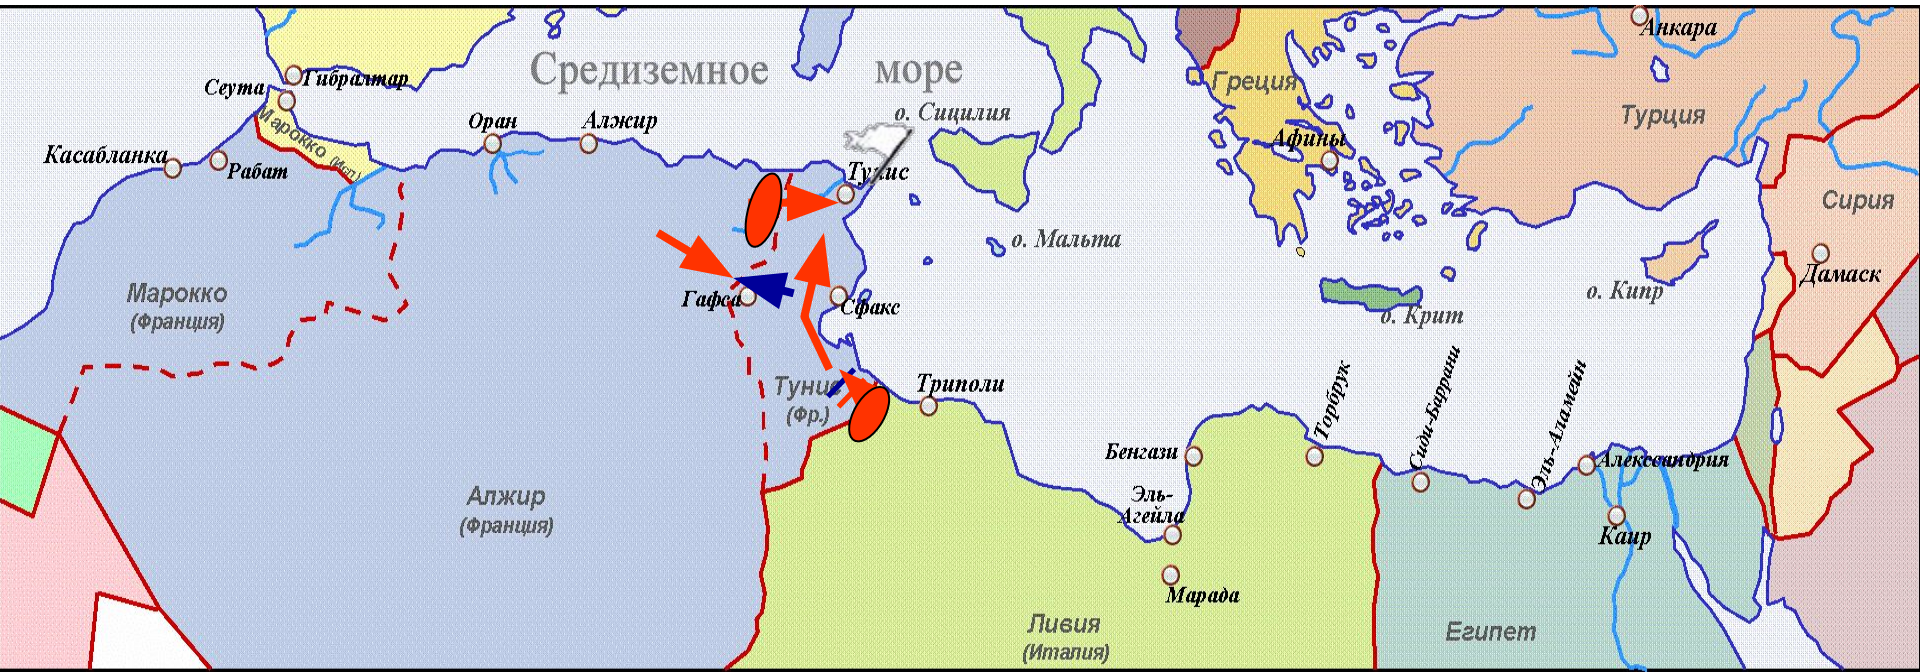 Анкара
Средиземное море
Гибралтар
Сеута
Греция
о. Сицилия
Турция
Марокко (Исп)
Оран
Алжир
Афины
Касабланка
Рабат
Тунис
Сирия
о. Мальта
Дамаск
Марокко
(Франция)
Гафса
Сфакс
о. Кипр
о. Крит
Тунис
(Фр.)
Триполи
Торбрук
Сиди-Баррани
Эль-Аламейн
Бенгази
Александрия
Алжир
(Франция)
Эль-
Агейла
Каир
Марада
Ливия
(Италия)
Египет